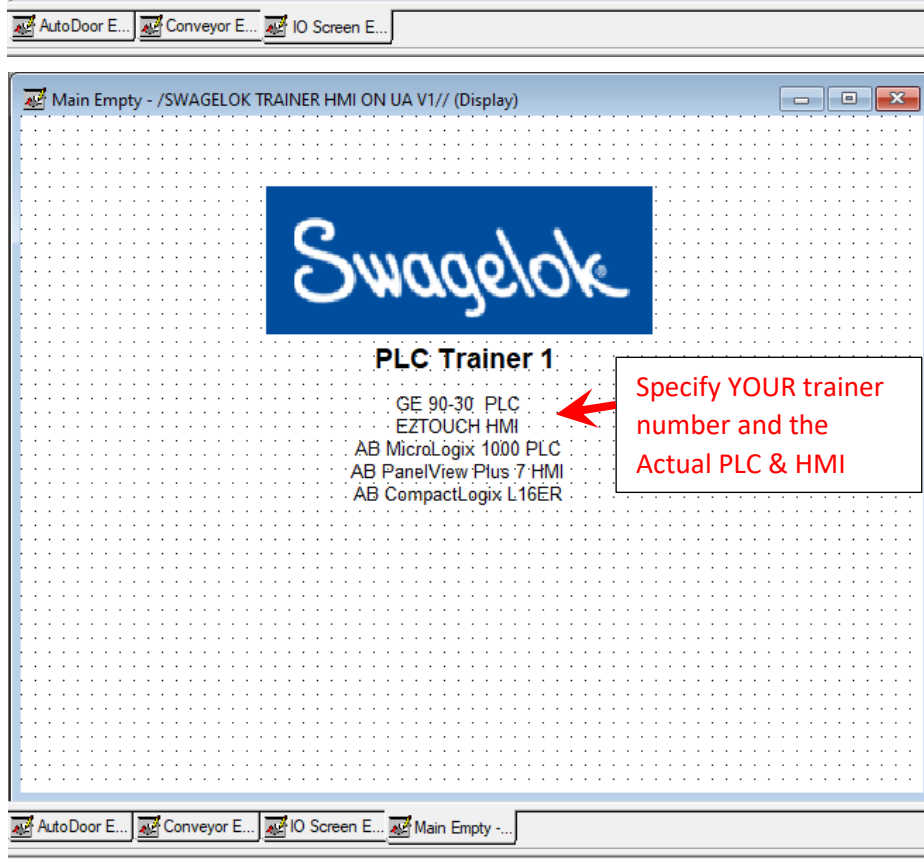 AutoDoor E... Conveyor E... IO Screen E...
Main Empty - /SWAGELOK TRAINER HMI ON UA V1// (Display)
Swagelok®
PLC Trainer 1
GE 90-30 PLC
EZTOUCH HMI
AB MicroLogix 1000 PLC
AB PanelView Plus 7 HMI
AB CompactLogix L16ER
Specify YOUR trainer
number and the
Actual PLC & HMI
AutoDoor E... Conveyor E... IO Screen E... Main Empty -...